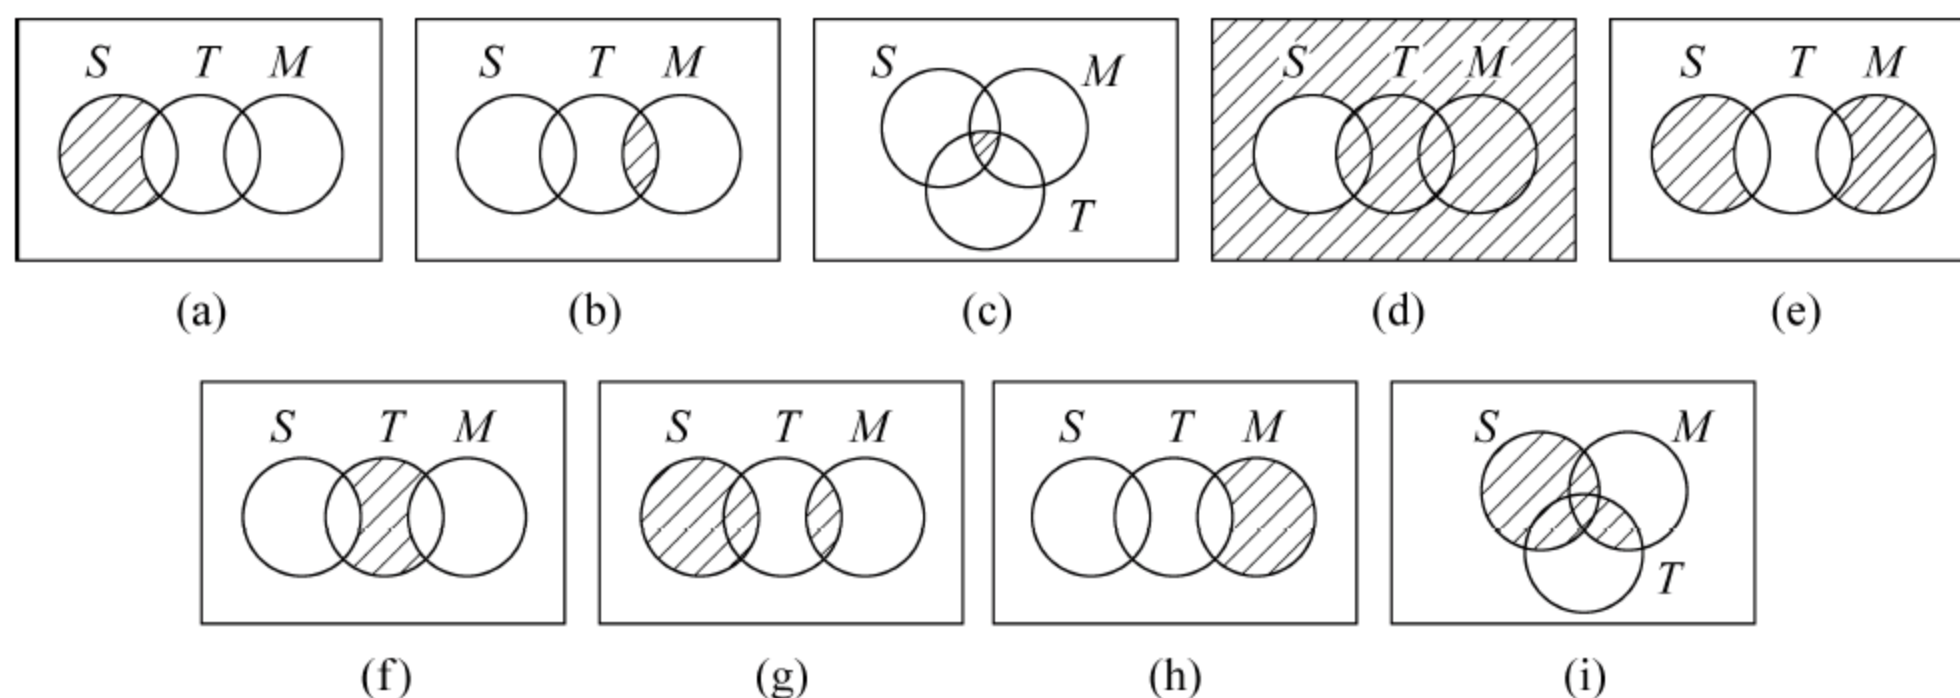 S T M S T M S M S T M S T M
T
(a) (b) (c) (d) (e)
S T M S T M S T M S M
T
(f) (g) (h) (i)